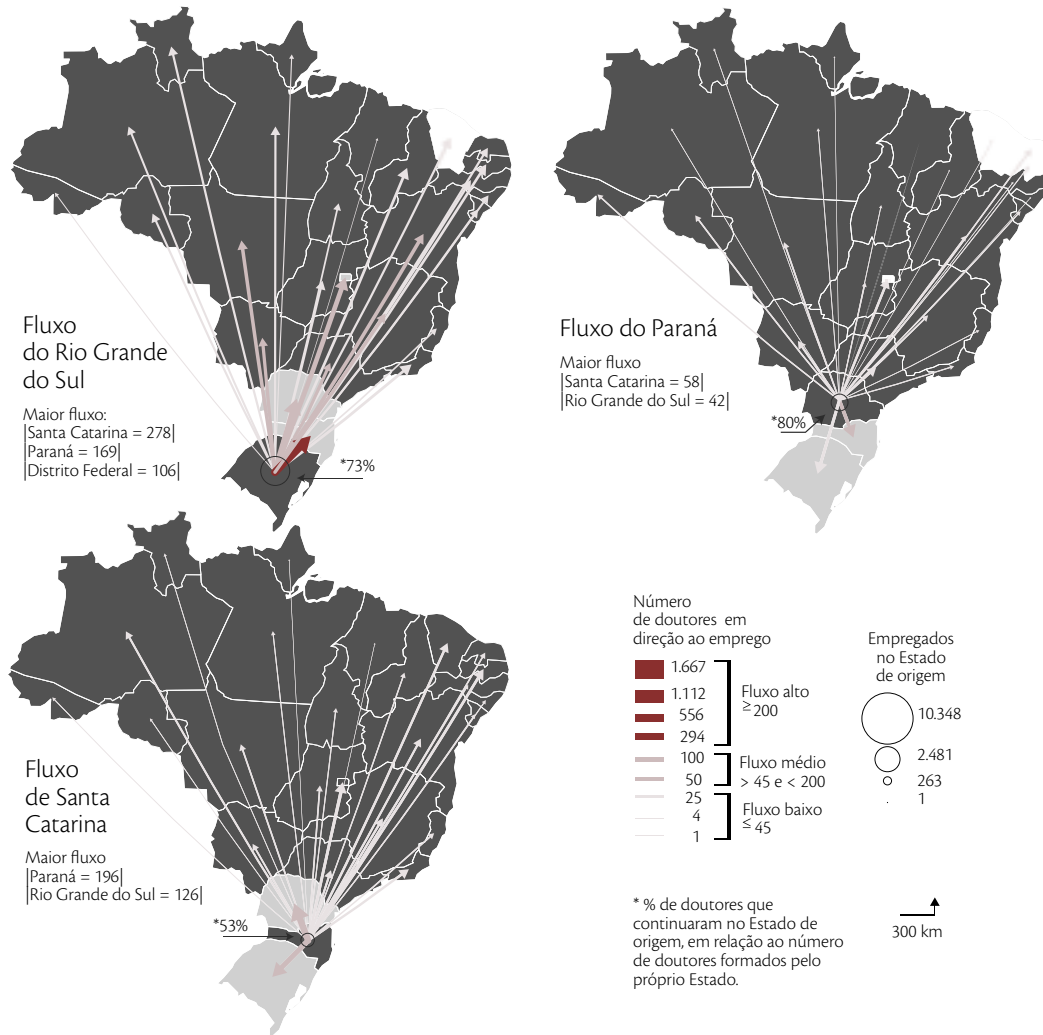 Fluxo
do Rio Grande
do Sul
Maior fluxo:
|Santa Catarina = 278|
|Paraná = 169|
|Distrito Federal = 106|
*73%
Fluxo do Paraná
Maior fluxo
|Santa Catarina = 58|
|Rio Grande do Sul = 42|
*80%
Fluxo
de Santa
Catarina
Maior fluxo
|Paraná = 196|
|Rio Grande do Sul = 126|
*53%
Número
de doutores em
direção ao emprego
1.667
1.112
556
294
Fluxo alto
≥200
100
50
Fluxo médio
> 45 e < 200
25
4
1
Fluxo baixo
≤ 45
Empregados
no Estado
de origem
10.348
2.481
263
1
* % de doutores que
continuaram no Estado de
origem, em relação ao número
de doutores formados pelo
próprio Estado.
300 km